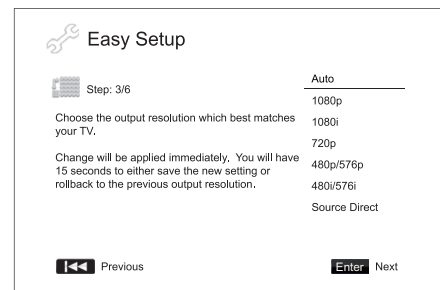 Easy Setup
Step: 3/6
Choose the output resolution which best matches
your TV.
Change will be applied immediately, You will have
15 seconds to either save the new setting or
rollback to the previous output resolution.
Auto
1080p
1080i
720p
480p/576p
480i/576i
Source Direct
Previous
Enter Next